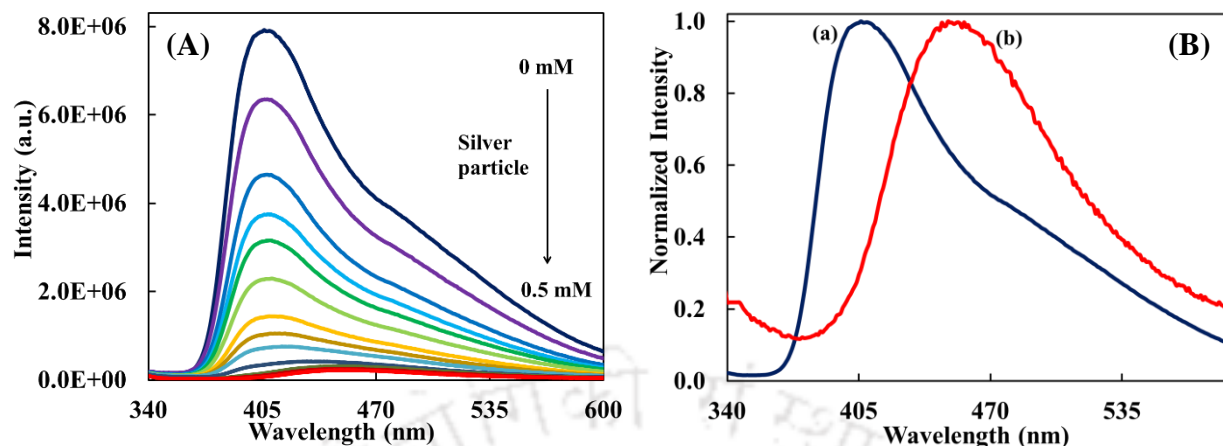 (A)
8.0E+06
6.0E+06
4.0E+06
2.0E+06
0.0E+00
Intensity (a.u.)
0 mM
Silver
particle
0.5 mM
340 405 470 535 600
Wavelength (nm)
(B)
(a)
(b)
1.0
0.8
0.6
0.4
0.2
0.0
Normalized Intensity
340 405 470 535
Wavelength (nm)